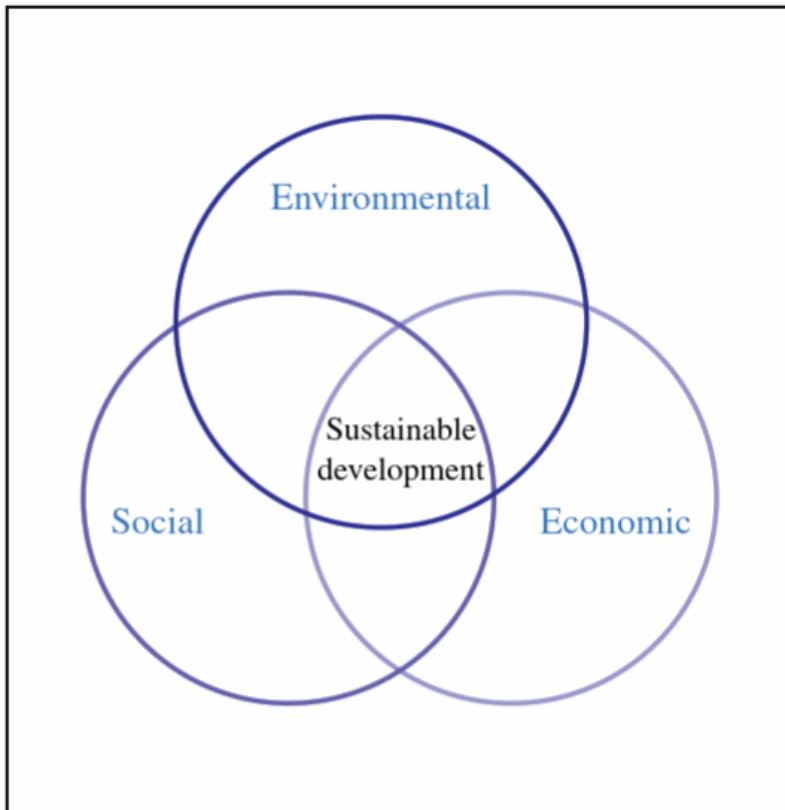 Environmental
Sustainable
development
Social
Economic